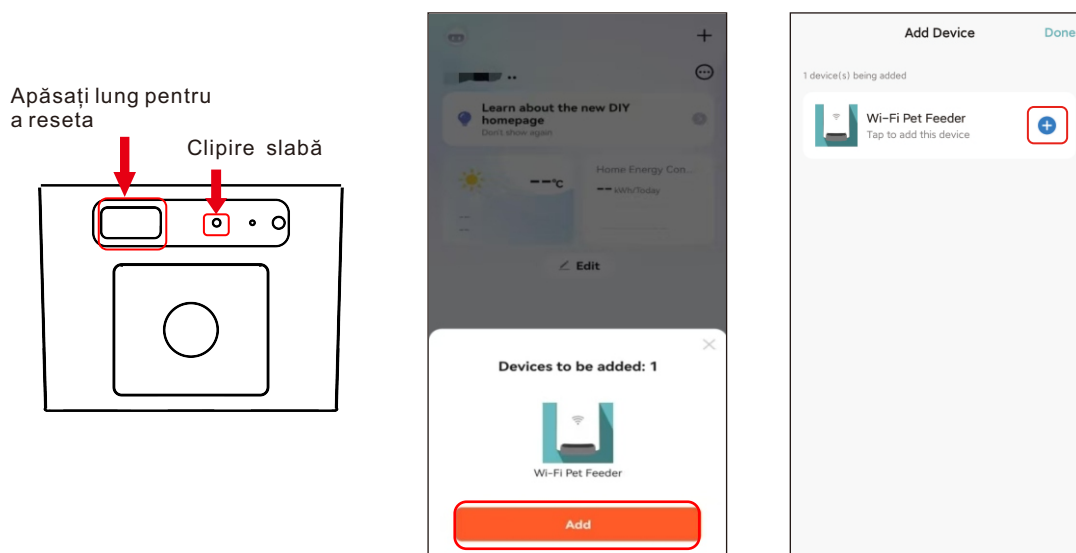 Apăsați lung pentru
a reseta
Clipire slabă
Learn about the new DIY
homepage
Don't show again
--°C
Home Energy Con...
-- kWh/Today
Edit
Devices to be added: 1
Wi-Fi Pet Feeder
Add
Add Device
Done
1 device(s) being added
Wi-Fi Pet Feeder
Tap to add this device